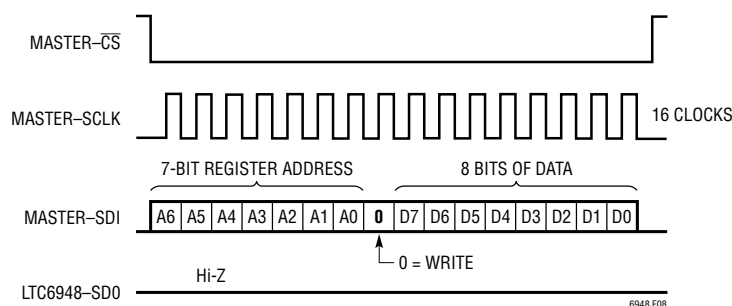 MASTER–CS
MASTER–SCLK
16 CLOCKS
7-BIT REGISTER ADDRESS
8 BITS OF DATA
MASTER–SDI
A6 A5 A4 A3 A2 A1 A0 0 D7 D6 D5 D4 D3 D2 D1 D0
0 = WRITE
Hi-Z
LTC6948–SD0
6948 F08